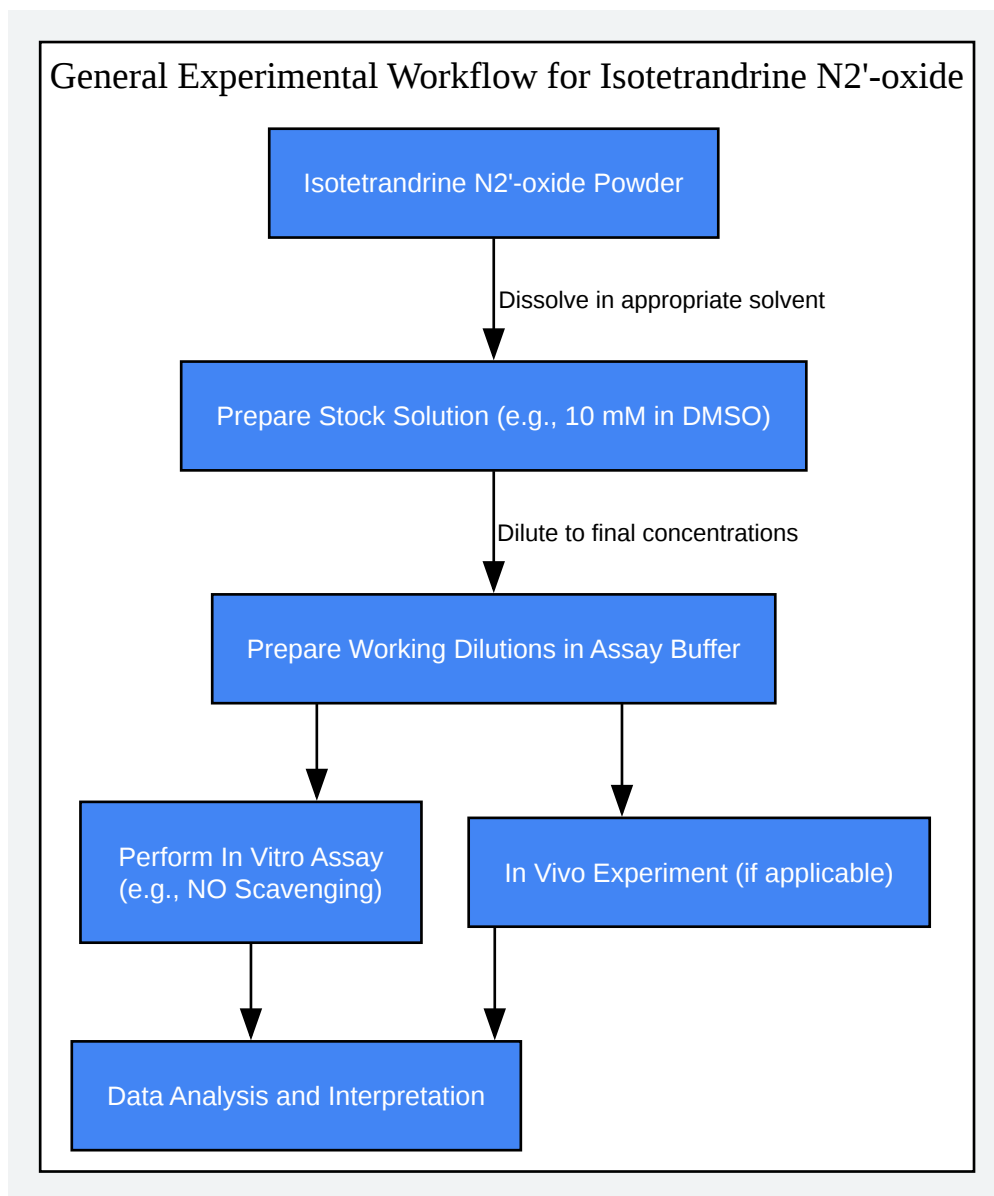 General Experimental Workflow for Isotetrandrine N2'-oxide
Isotetrandrine N2'-oxide Powder
Dissolve in appropriate solvent
Prepare Stock Solution (e.g., 10 mM in DMSO)
Dilute to final concentrations
Prepare Working Dilutions in Assay Buffer
Perform In Vitro Assay
(e.g., NO Scavenging)
In Vivo Experiment (if applicable)
Data Analysis and Interpretation